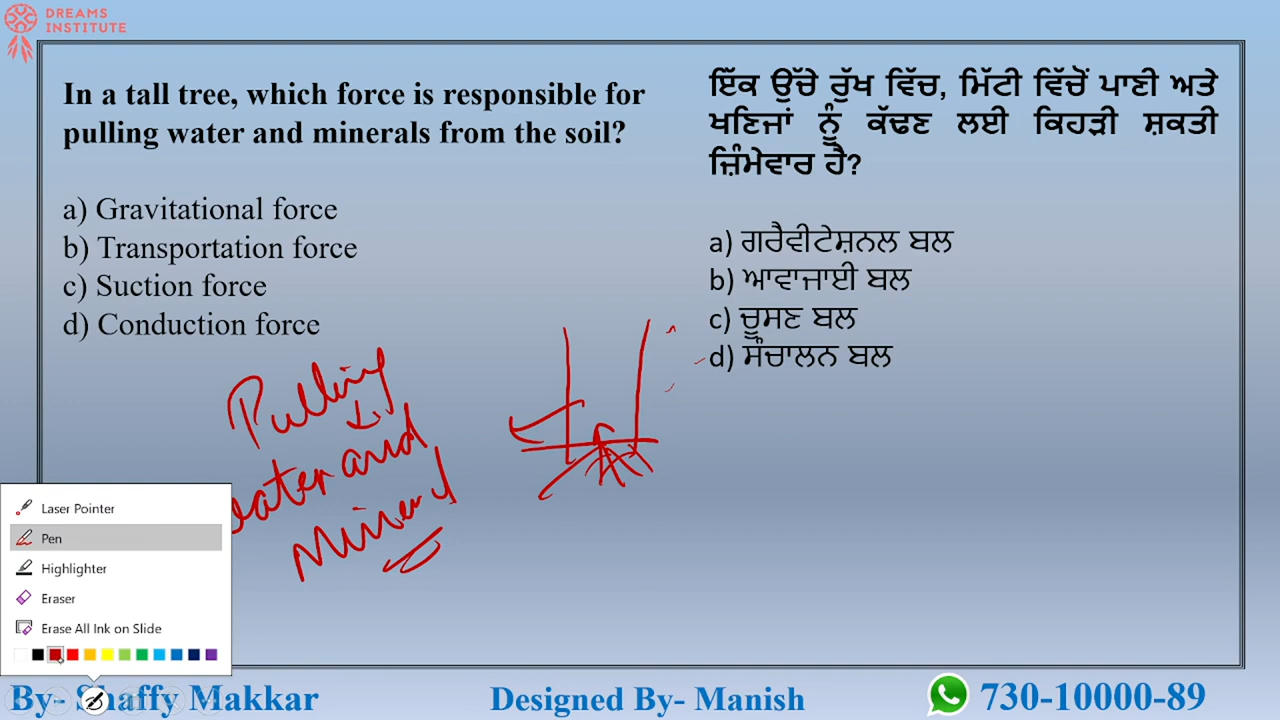 DREAMS
INSTITUTE
In a tall tree, which force is responsible for
pulling water and minerals from the soil?
a) Gravitational force
b) Transportation force
c) Suction force
d) Conduction force
ਇੱਕ ਉੱਚੇ ਰੁੱਖ ਵਿੱਚ, ਮਿੱਟੀ ਵਿੱਚੋਂ ਪਾਣੀ ਅਤੇ
ਖਣਿਜਾਂ ਨੂੰ ਕੱਢਣ ਲਈ ਕਿਹੜੀ ਸ਼ਕਤੀ
ਜ਼ਿੰਮੇਵਾਰ ਹੈ?
a) ਗਰੈਵੀਟੇਸ਼ਨਲ ਬਲ
b) ਆਵਾਜਾਈ ਬਲ
c) ਚੂਸਣ ਬਲ
d) ਸੰਚਾਲਨ ਬਲ
Pulling
water and
Laser Pointer
Pen
Highlighter
Eraser
Erase All Ink on Slide
By- Shaffy Makkar
Designed By- Manish
730-10000-89